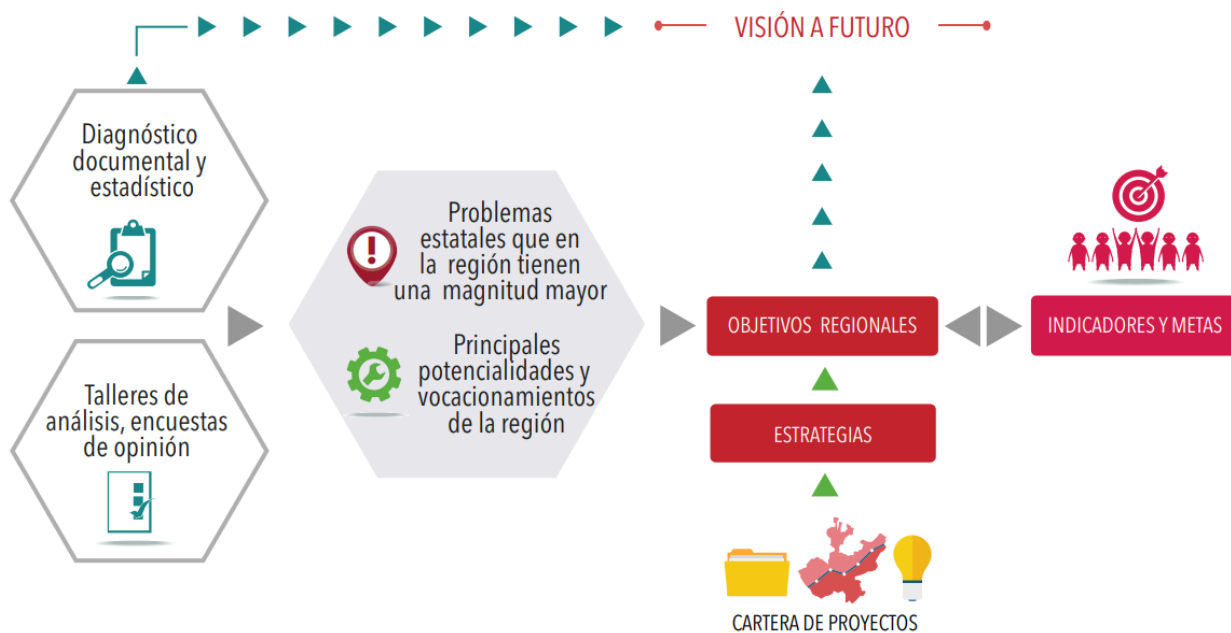 VISIÓN A FUTURO
Diagnóstico
documental y
estadístico
Talleres de
análisis, encuestas
de opinión
Problemas
estatales que en
la región tienen
una magnitud mayor
Principales
potencialidades y
vocacionamientos
de la región
OBJETIVOS REGIONALES
INDICADORES Y METAS
ESTRATEGIAS
CARTERA DE PROYECTOS